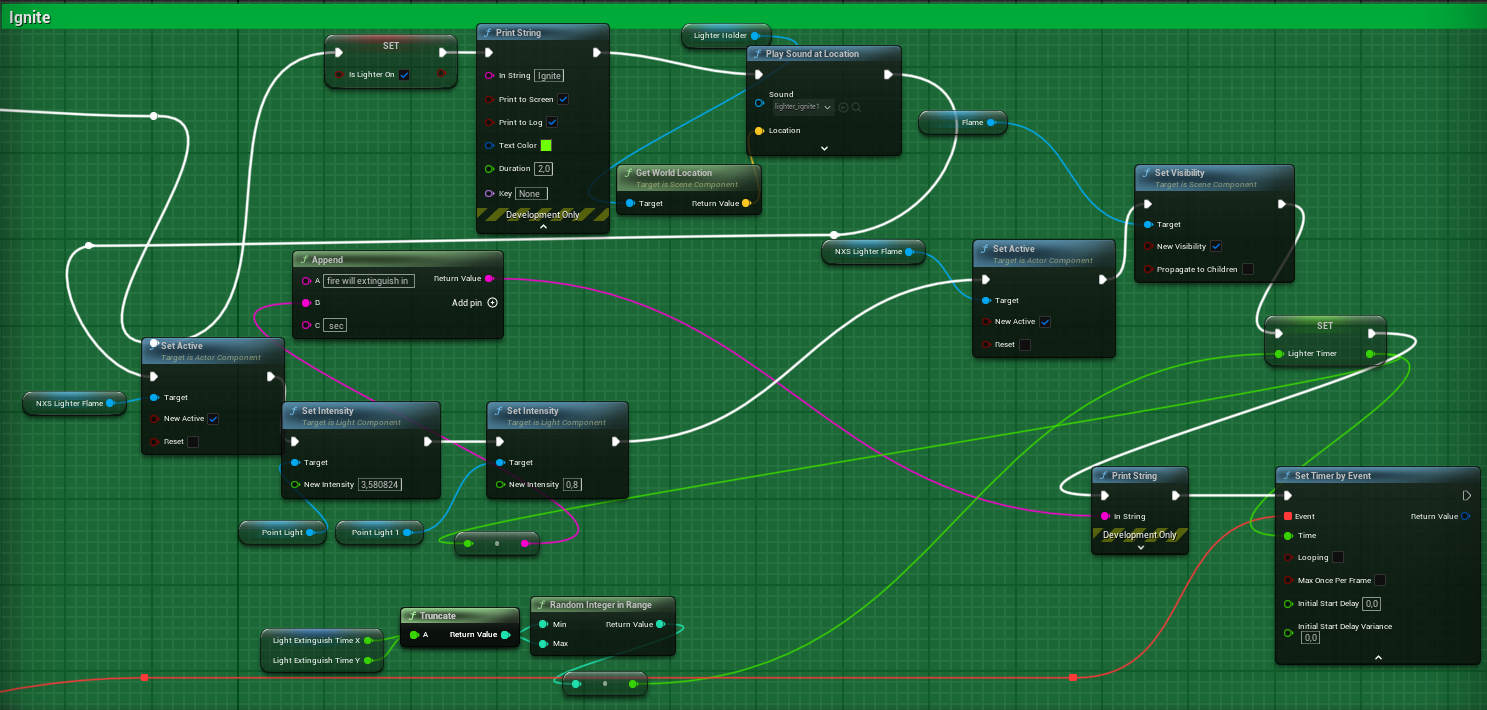 Ignite
SET
Is Lighter On
Print String
In String Ignite
Print to Screen
Print to Log
Text Color
Duration 2,0
Key None
Development Only
Lighter Holder
Play Sound at Location
Sound
lighter_ignite1
Location
Get World Location
Target is Scene Component
Target Return Value
Flame
Set Visibility
Target is Scene Component
Target
New Visibility
Propagate to Children
NXS Lighter Flame
Set Active
Target is Actor Component
Target
New Active
Reset
SET
Lighter Timer
Append
A fire will extinguish in Return Value
B Add pin
C sec
Set Active
Target is Actor Component
NXS Lighter Flame
Target
New Active
Reset
Set Intensity
Target is Light Component
Target
New Intensity 3,580824
Set Intensity
Target is Light Component
Target
New Intensity 0,8
Point Light
Point Light 1
Print String
In String
Development Only
Set Timer by Event
Event Return Value
Time
Looping
Max Once Per Frame
Initial Start Delay 0,0
Initial Start Delay Variance
0,0
Light Extinguish Time X
Light Extinguish Time Y
Truncate
A Return Value
Random Integer in Range
Min Return Value
Max